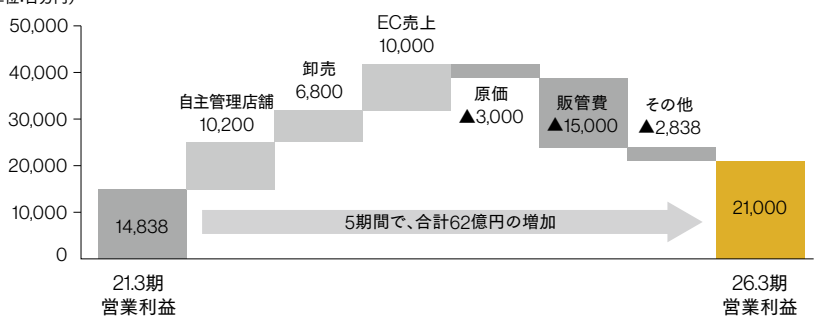 50,000
40,000
30,000
20,000
10,000
0
EC売上
10,000
卸売
6,800
自主管理店舗
10,200
原価
▲3,000
販管費
▲15,000
その他
▲2,838
14,838
5期間で、合計62億円の増加
21,000
21.3期
営業利益
26.3期
営業利益